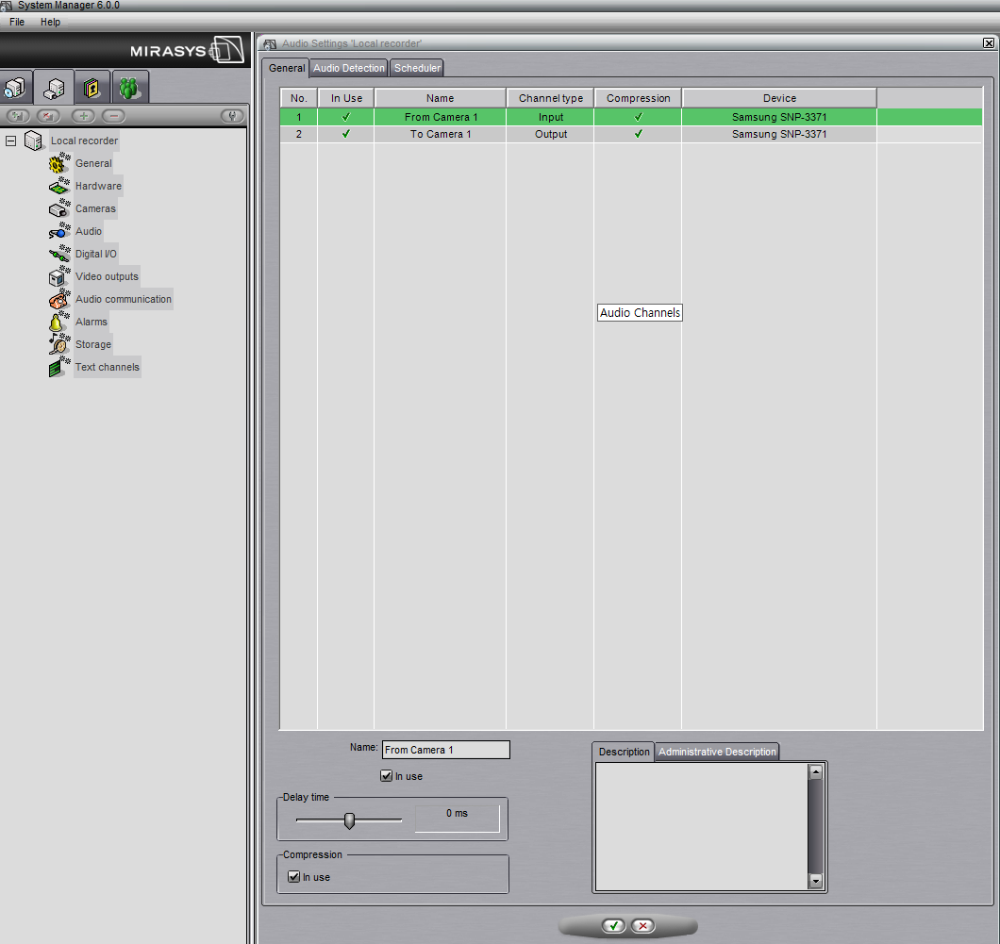 System Manager 6.0.0
File Help
MIRASYS
Local recorder
General
Hardware
Cameras
Audio
Digital I/O
Video outputs
Audio communication
Alarms
Storage
Text channels
Audio Settings 'Local recorder'
General Audio Detection Scheduler
No. In Use Name Channel type Compression Device
1 From Camera 1 Input Samsung SNP-3371
2 To Camera 1 Output Samsung SNP-3371
Audio Channels
Name: From Camera 1
In use
Delay time
0 ms
Compression
In use
Description Administrative Description